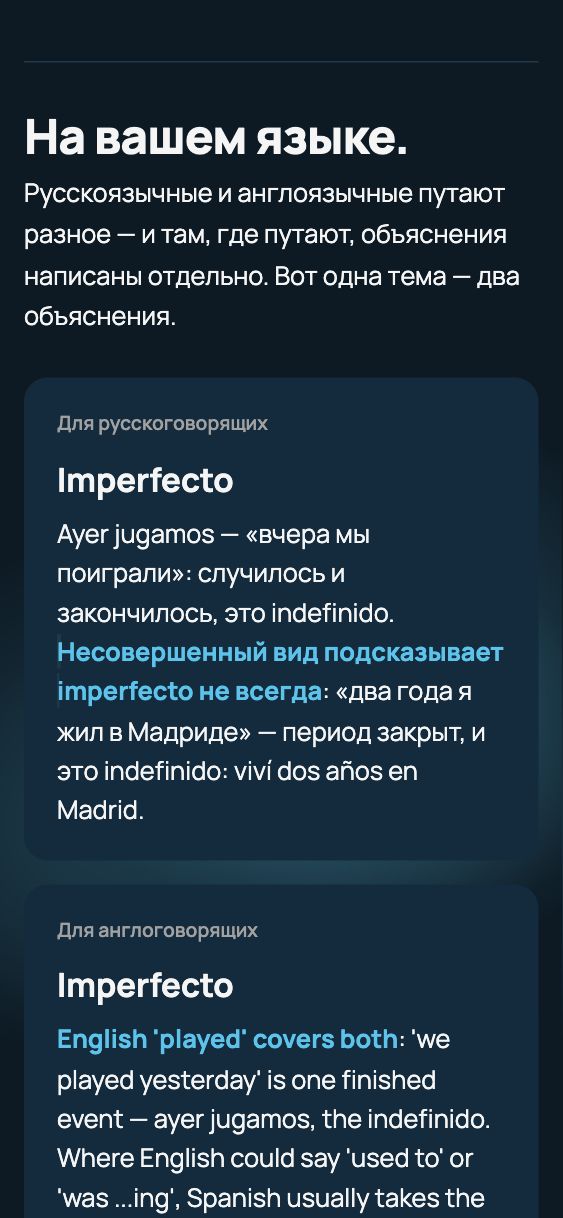 На вашем языке.
Русскоязычные и англоязычные путают
разное — и там, где путают, объяснения
написаны отдельно. Вот одна тема — два
объяснения.
Для русскоговорящих
Imperfecto
Ayer jugamos — «вчера мы
поиграли»: случилось и
закончилось, это indefinido.
Несовершенный вид подсказывает
imperfecto не всегда: «два года я
жил в Мадриде» — период закрыт, и
это indefinido: viví dos años en
Madrid.
Для англоговорящих
Imperfecto
English 'played' covers both: 'we
played yesterday' is one finished
event — ayer jugamos, the indefinido.
Where English could say 'used to' or
'was ...ing', Spanish usually takes the